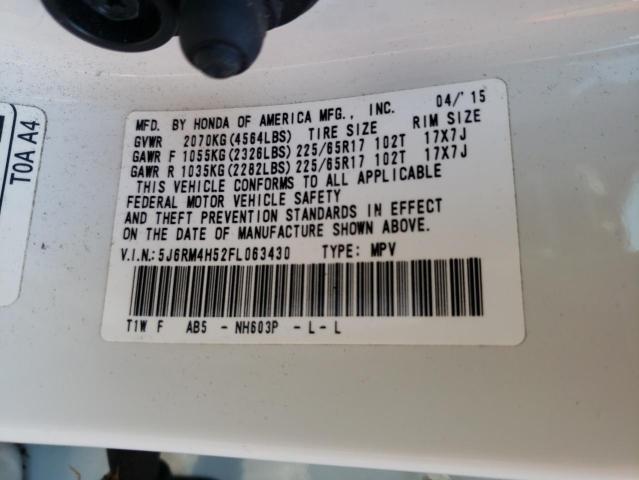 MFD. BY HONDA OF AMERICA MFG., INC. 04/'15
GVWR 2070KG(4564LBS) TIRE SIZE RIM SIZE
GAWR F 1055KG(2326LBS)225/65R17 102T 17X7J
GAWR R 1035KG(2282LBS)225/65R17 102T 17X7J
THIS VEHICLE CONFORMS TO ALL APPLICABLE
FEDERAL MOTOR VEHICLE SAFETY
AND THEFT PREVENTION STANDARDS IN EFFECT
ON THE DATE OF MANUFACTURE SHOWN ABOVE.
V.I.N.:5J6RM4H52FL063430 TYPE: MPV
T1W F AB5 - NH603P - L - L
T0A A4